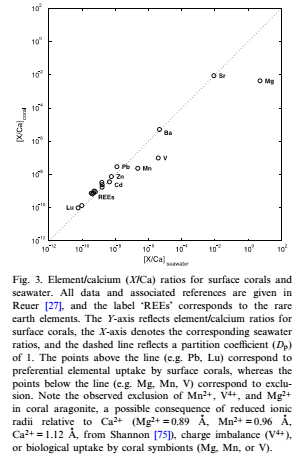 10²
10⁰
10⁻²
10⁻⁴
10⁻⁶
10⁻⁸
10⁻¹⁰
10⁻¹²
[X/Ca]coral
Sr
Mg
Ba
V
Pb
Mn
Zn
Cd
REEs
Lu
10⁻¹² 10⁻¹⁰ 10⁻⁸ 10⁻⁶ 10⁻⁴ 10⁻² 10⁰ 10²
[X/Ca]seawater
Fig. 3. Element/calcium (X/Ca) ratios for surface corals and
seawater. All data and associated references are given in
Reuer [27], and the label ‘REEs’ corresponds to the rare
earth elements. The Y-axis reflects element/calcium ratios for
surface corals, the X-axis denotes the corresponding seawater
ratios, and the dashed line reflects a partition coefficient (Dp)
of 1. The points above the line (e.g. Pb, Lu) correspond to
preferential elemental uptake by surface corals, whereas the
points below the line (e.g. Mg, Mn, V) correspond to exclu-
sion. Note the observed exclusion of Mn²⁺, V⁴⁺, and Mg²⁺
in coral aragonite, a possible consequence of reduced ionic
radii relative to Ca²⁺ (Mg²⁺ = 0.89 Å, Mn²⁺ = 0.96 Å,
Ca²⁺ = 1.12 Å, from Shannon [75]), charge imbalance (V⁴⁺),
or biological uptake by coral symbionts (Mg, Mn, or V).